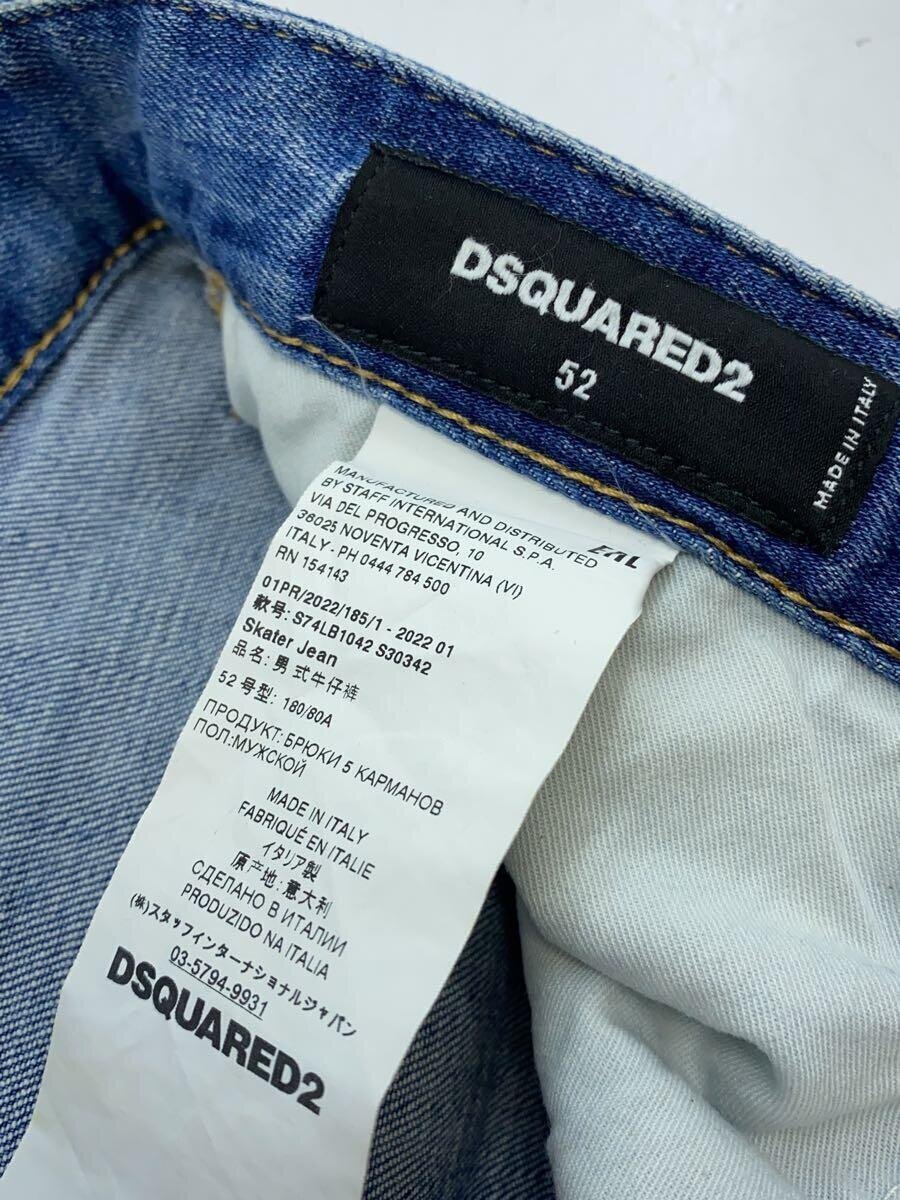 DSQUARED2
52
MADE IN ITALY
MANUFACTURED AND DISTRIBUTED
BY STAFF INTERNATIONAL S.P.A.
VIA DEL PROGRESSO, 10
36025 NOVENTA VICENTINA (VI)
ITALY - PH 0444 784 500
RN 154143
01PR/2022/185/1 - 2022 01
款号: S74LB1042 S30342
Skater Jean
品名: 男 式牛仔裤
52 号型: 180/80A
ПРОДУКТ: БРЮКИ 5 КАРМАНОВ
ПОЛ:МУЖСКОЙ
MADE IN ITALY
FABRIQUÉ EN ITALIE
イタリア製
原产地: 意大利
СДЕЛАНО В ИТАЛИИ
PRODUZIDO NA ITALIA
(株)スタッフインターナショナルジャパン
03-5794-9931
DSQUARED2